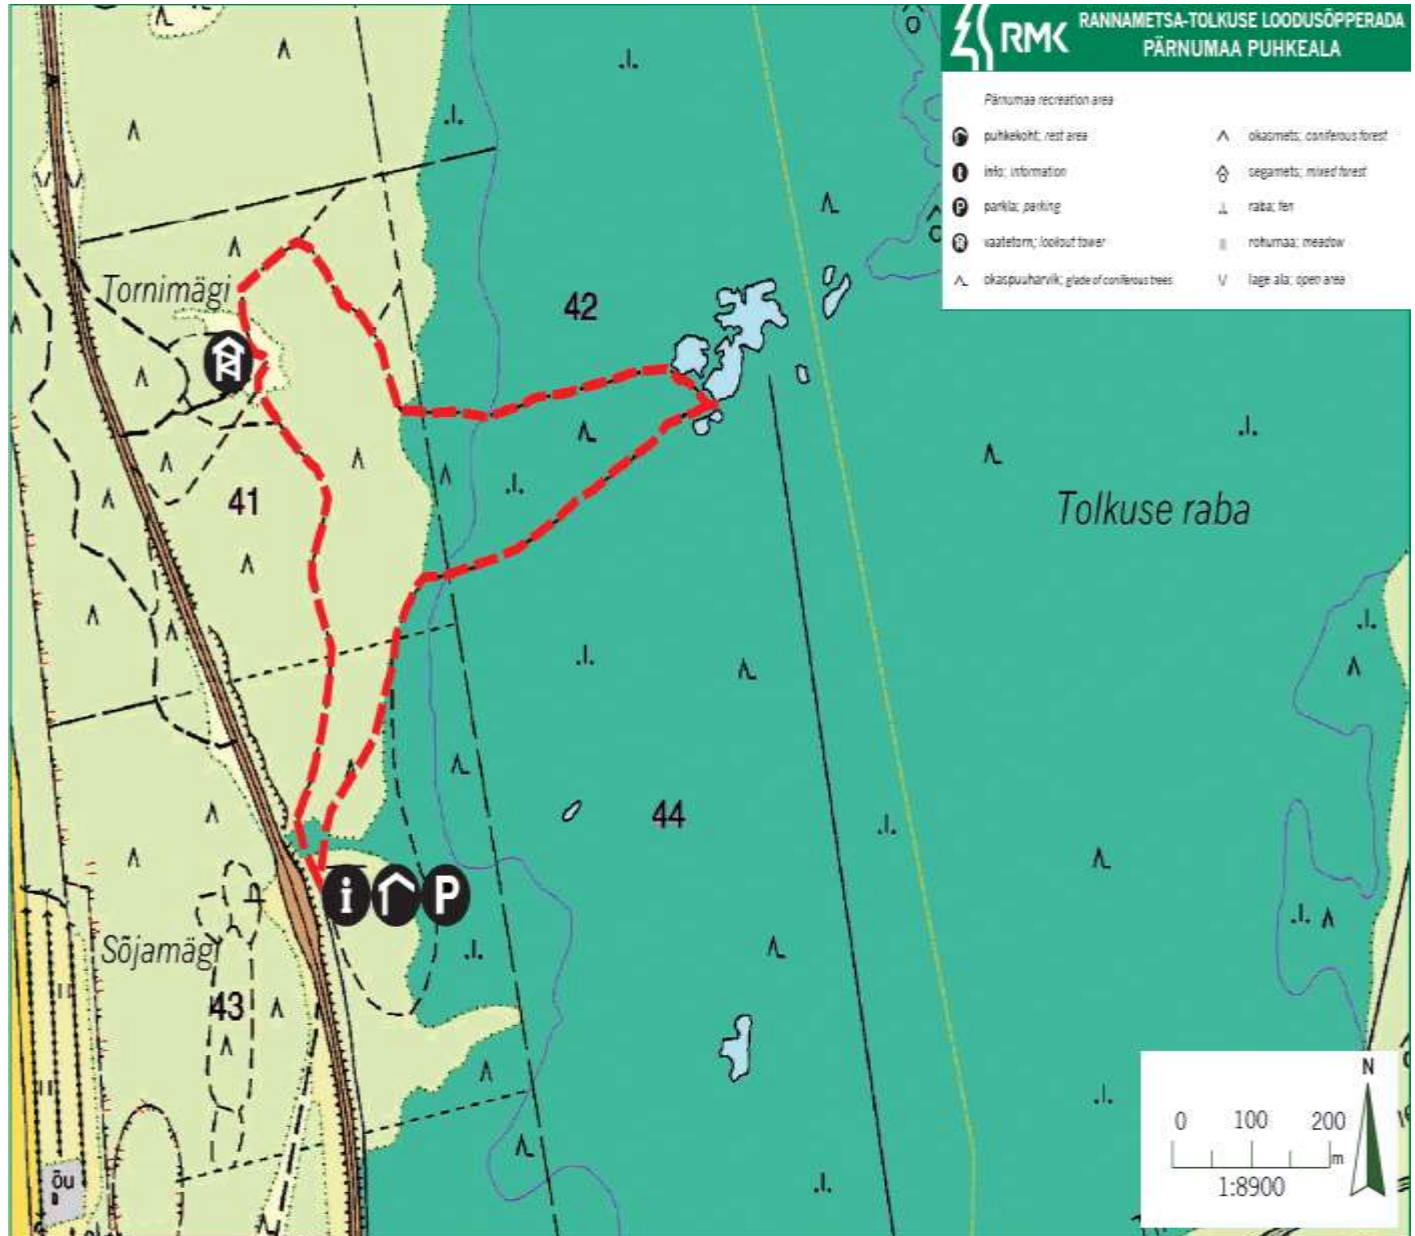 RMK
RANNAMETSA-TOLKUSE LOODUSÕPPERADA
PÄRNUMAA PUHKEALA
Pärnumaa recreation area
puhkekoht; rest area
info; information
parkla; parking
vaatetorn; lookout tower
okaspuuharvik; glade of coniferous trees
okasmets; coniferous forest
segamets; mixed forest
raba; fen
rohumaa; meadow
lage ala; open area
Tornimägi
42
41
Tolkuse raba
44
i
P
Sõjamägi
43
õu
N
0 100 200
m
1:8900